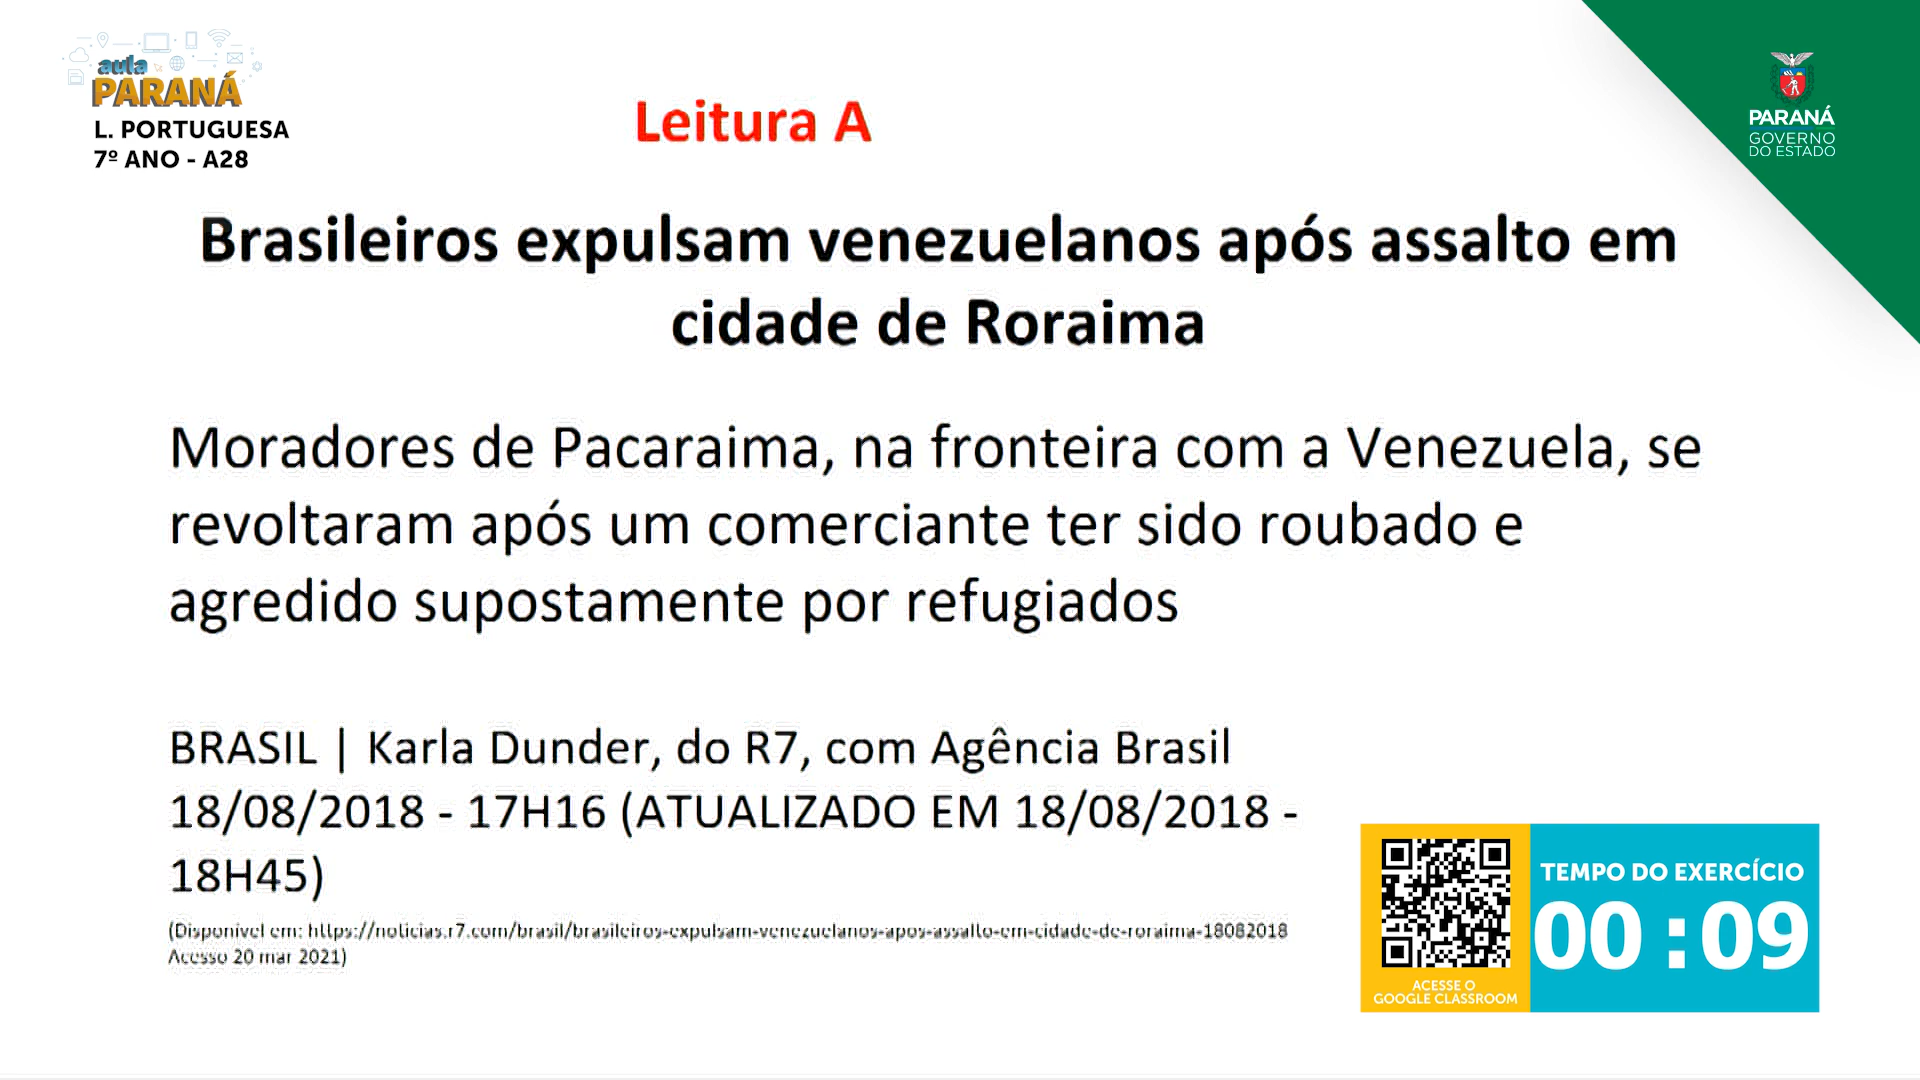 aula
PARANÁ
L. PORTUGUESA
7º ANO - A28
Leitura A
PARANÁ
GOVERNO
DO ESTADO
Brasileiros expulsam venezuelanos após assalto em
cidade de Roraima
Moradores de Pacaraima, na fronteira com a Venezuela, se
revoltaram após um comerciante ter sido roubado e
agredido supostamente por refugiados
BRASIL | Karla Dunder, do R7, com Agência Brasil
18/08/2018 - 17H16 (ATUALIZADO EM 18/08/2018 -
18H45)
(Disponível em: https://noticias.r7.com/brasil/brasileiros-expulsam-venezuelanos-apos-assalto-em-cidade-de-roraima-18082018
Acesso 20 mar 2021)
TEMPO DO EXERCÍCIO
00:09
ACESSE O
GOOGLE CLASSROOM